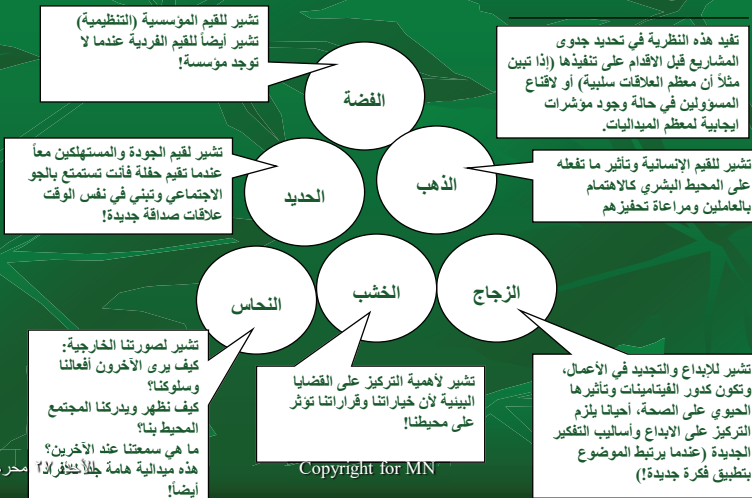 تشير للقيم المؤسسية (التنظيمية)
تشير أيضاً للقيم الفردية عندما لا
توجد مؤسسة!
تفيد هذه النظرية في تحديد جدوى
المشاريع قبل الاقدام على تنفيذها (إذا تبين
مثلاً أن معظم العلاقات سلبية) أو لاقناع
المسؤولين في حالة وجود مؤشرات
ايجابية لمعظم الميداليات.
الفضة
تشير لقيم الجودة والمستهلكين معاً
عندما تقيم حفلة فأنت تستمتع بالجو
الاجتماعي وتبني في نفس الوقت
علاقات صداقة جديدة!
تشير للقيم الإنسانية وتأثير ما تفعله
على المحيط البشري كالاهتمام
بالعاملين ومراعاة تحفيزهم
الذهب
الحديد
الزجاج
الخشب
النحاس
تشير للإبداع والتجديد في الأعمال،
وتكون كدور الفيتامينات وتأثيرها
الحيوي على الصحة، أحيانا يلزم
التركيز على الابداع وأساليب التفكير
الجديدة (عندما يرتبط الموضوع
بتطبيق فكرة جديدة!)
تشير لأهمية التركيز على القضايا
البيئية لأن خياراتنا وقراراتنا تؤثر
على محيطنا!
تشير لصورتنا الخارجية:
كيف يرى الآخرون أفعالنا
وسلوكنا؟
كيف نظهر ويدركنا المجتمع
المحيط بنا؟
ما هي سمعتنا عند الآخرين؟
هذه ميدالية هامة جداً للأفراد
أيضاً!
Copyright for MN